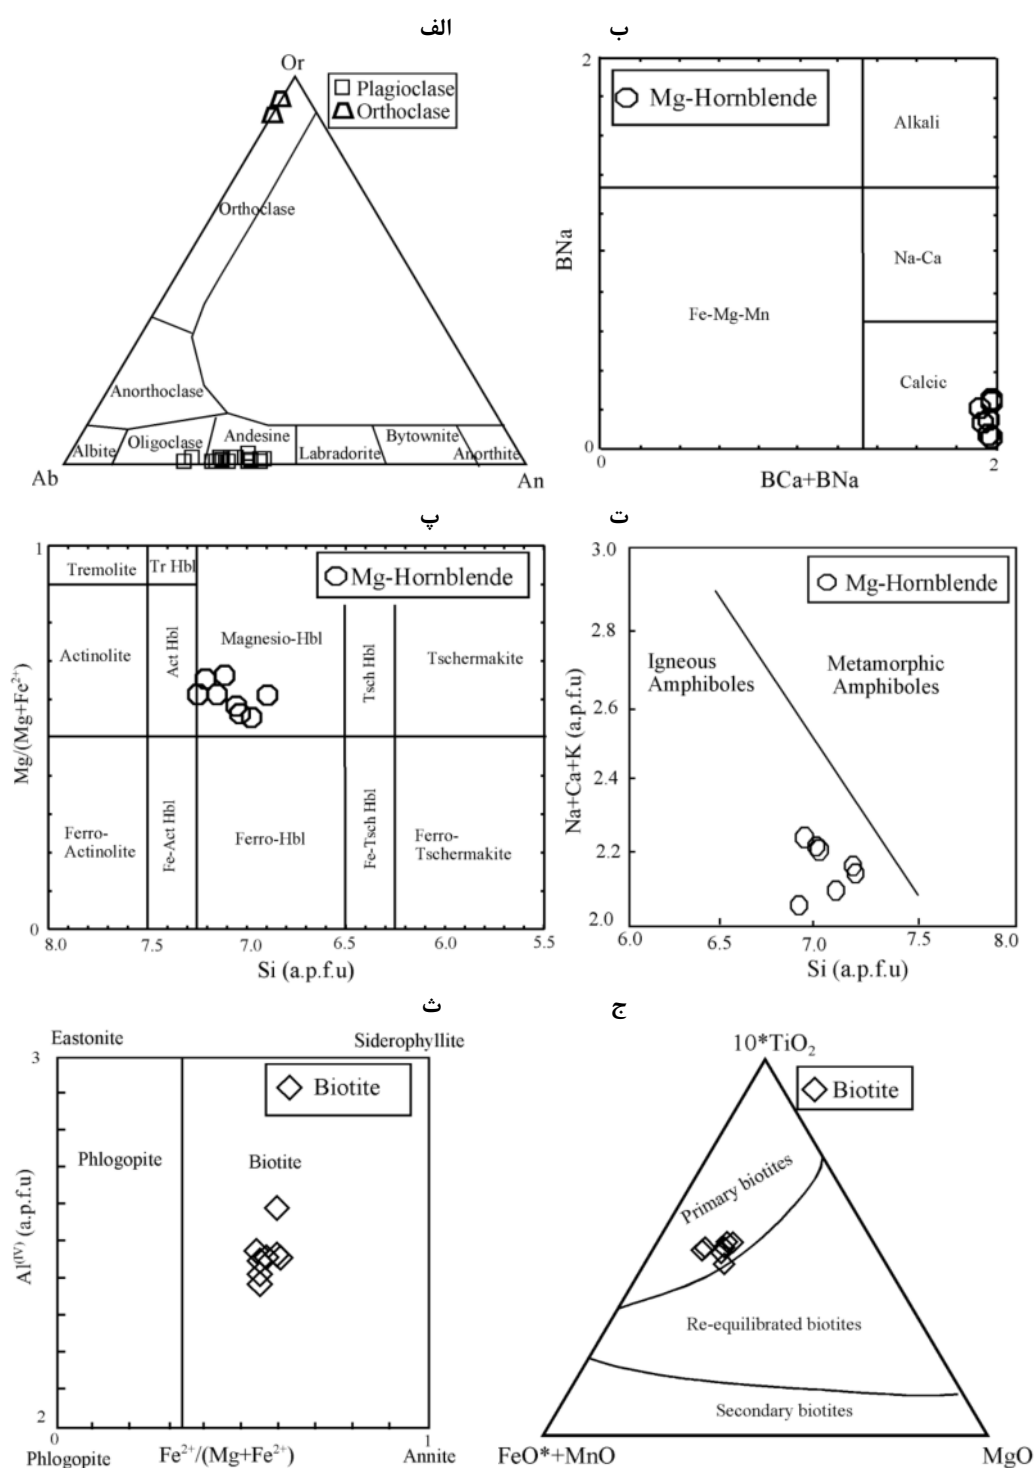 الف
Or
Plagioclase
Orthoclase
Orthoclase
Anorthoclase
Albite
Oligoclase
Andesine
Labradorite
Bytownite
Anorthite
Ab
An
ب
2
Mg-Hornblende
Alkali
BNa
Na-Ca
Fe-Mg-Mn
Calcic
0
0
2
BCa+BNa
پ
1
Tremolite
Tr Hbl
Mg-Hornblende
Actinolite
Act Hbl
Magnesio-Hbl
Tsch Hbl
Tschermakite
Mg/(Mg+Fe²⁺)
Ferro-
Actinolite
Fe-Act Hbl
Ferro-Hbl
Fe-Tsch Hbl
Ferro-
Tschermakite
0
8.0 7.5 7.0 6.5 6.0 5.5
Si (a.p.f.u)
ت
3.0
Mg-Hornblende
2.8
Igneous
Amphiboles
Metamorphic
Amphiboles
2.6
Na+Ca+K (a.p.f.u)
2.4
2.2
2.0
6.0 6.5 7.0 7.5 8.0
Si (a.p.f.u)
ث
Eastonite
Siderophyllite
3
Biotite
Phlogopite
Biotite
Al⁽ᴵⱽ⁾ (a.p.f.u)
2
0
1
Phlogopite
Fe²⁺/(Mg+Fe²⁺)
Annite
ج
10*TiO₂
Biotite
Primary biotites
Re-equilibrated biotites
Secondary biotites
FeO*+MnO
MgO